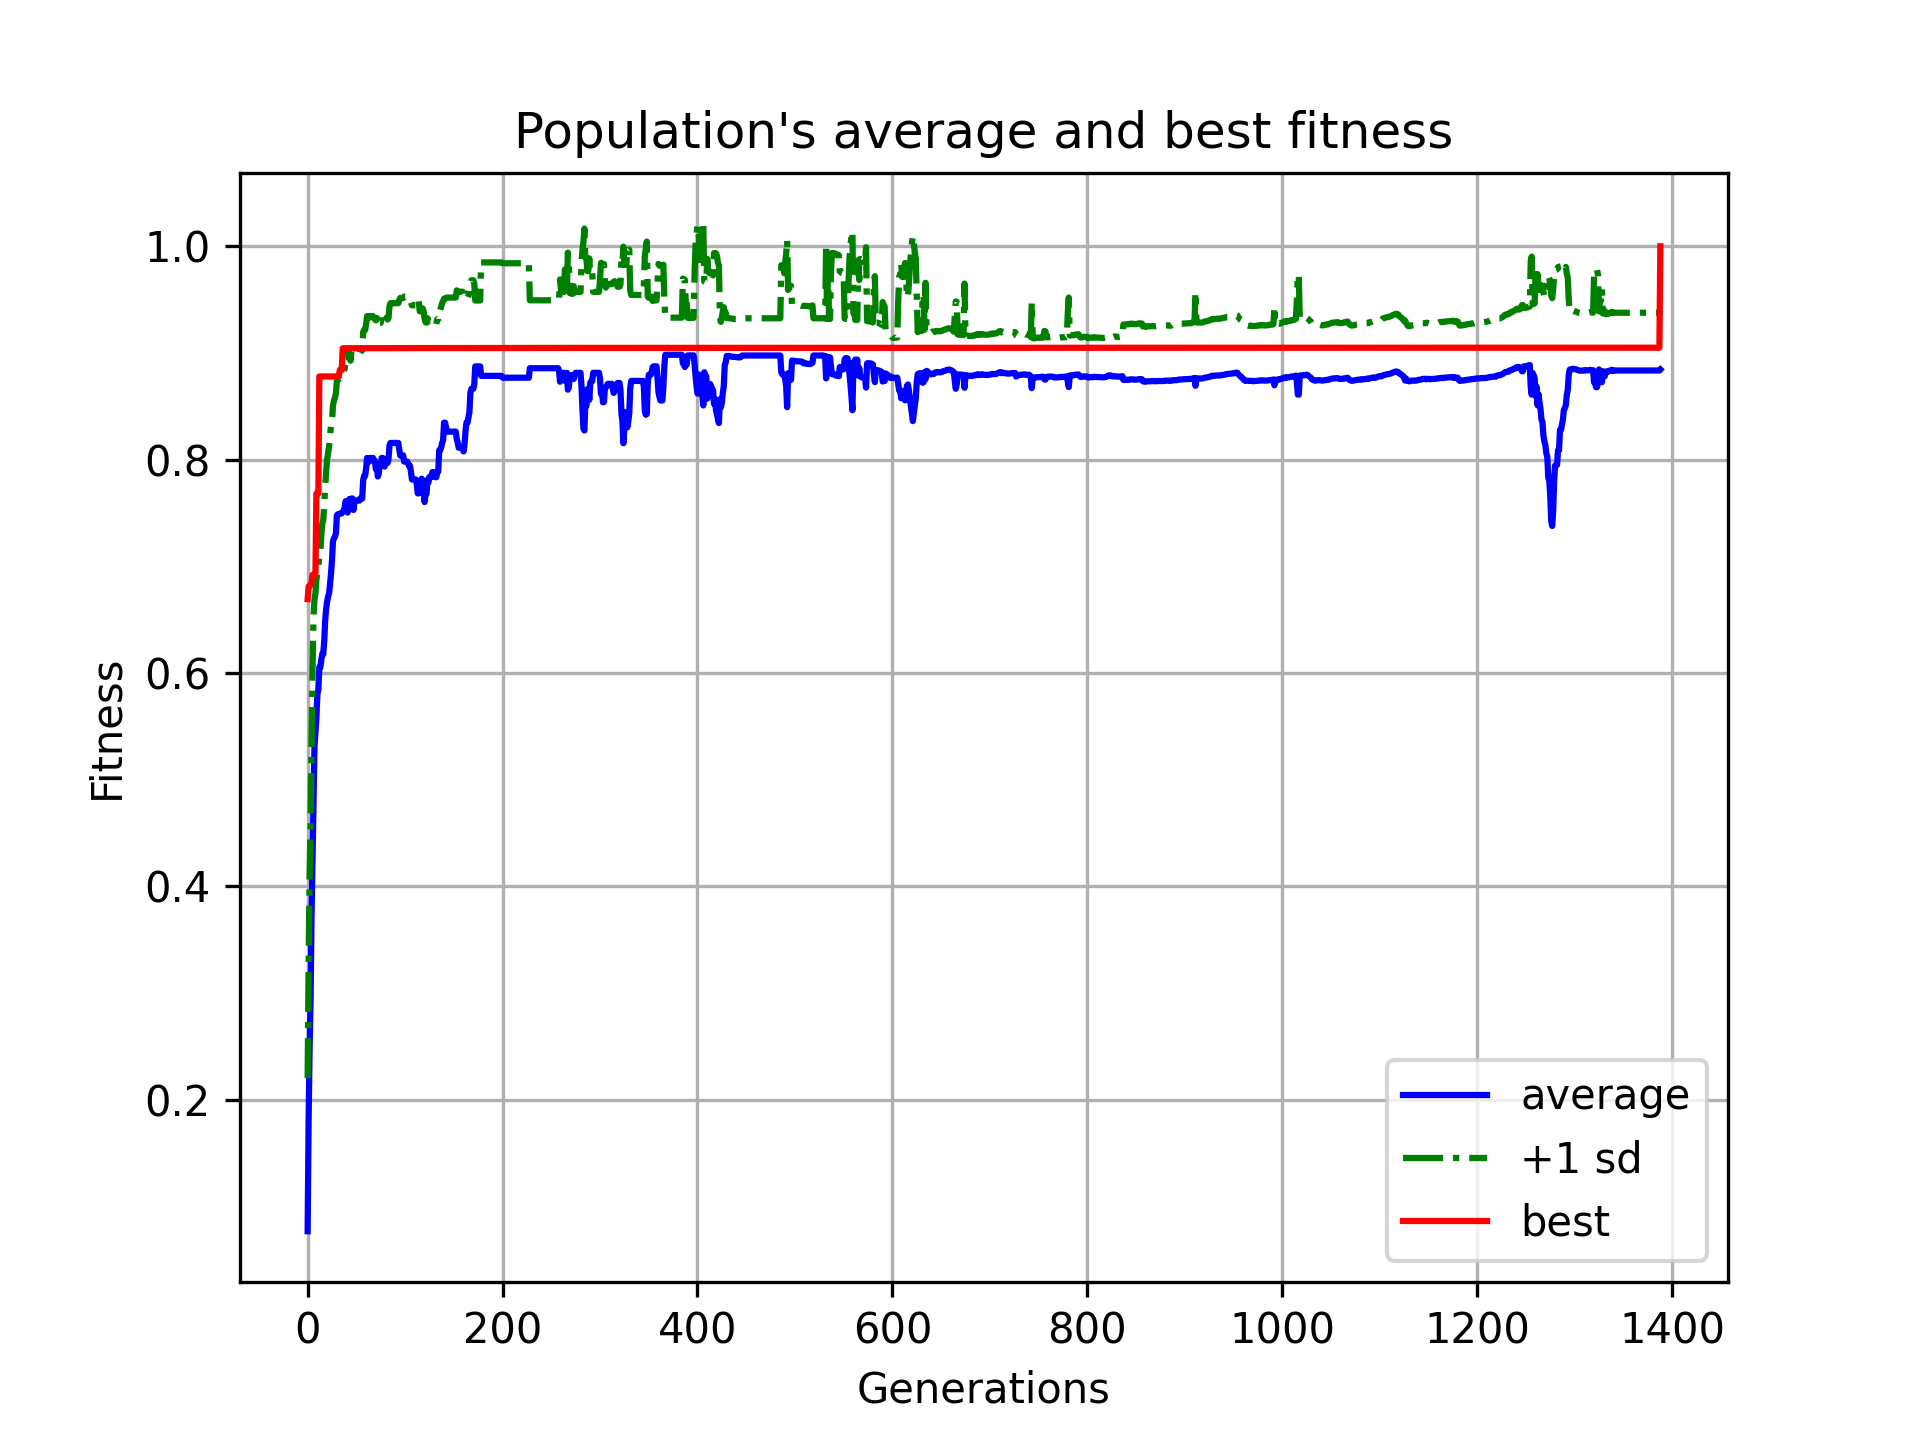 Population's average and best fitness
1.0
0.8
0.6
0.4
0.2
Fitness
0 200 400 600 800 1000 1200 1400
Generations
average
+1 sd
best